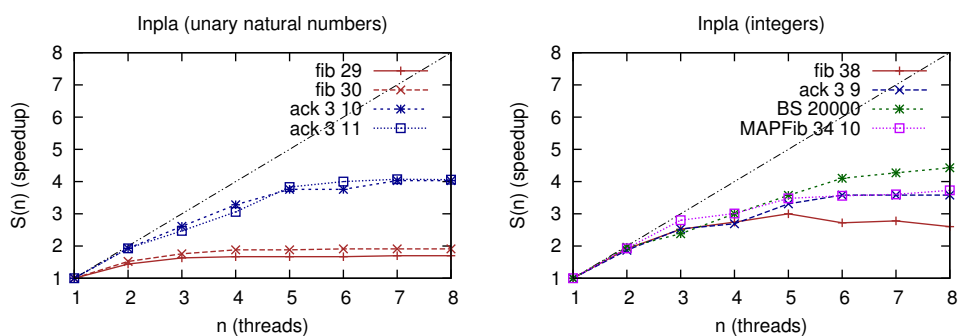 Inpla (unary natural numbers)
S(n) (speedup)
8
7
6
5
4
3
2
1
fib 29
fib 30
ack 3 10
ack 3 11
1 2 3 4 5 6 7 8
n (threads)
Inpla (integers)
S(n) (speedup)
8
7
6
5
4
3
2
1
fib 38
ack 3 9
BS 20000
MAPFib 34 10
1 2 3 4 5 6 7 8
n (threads)